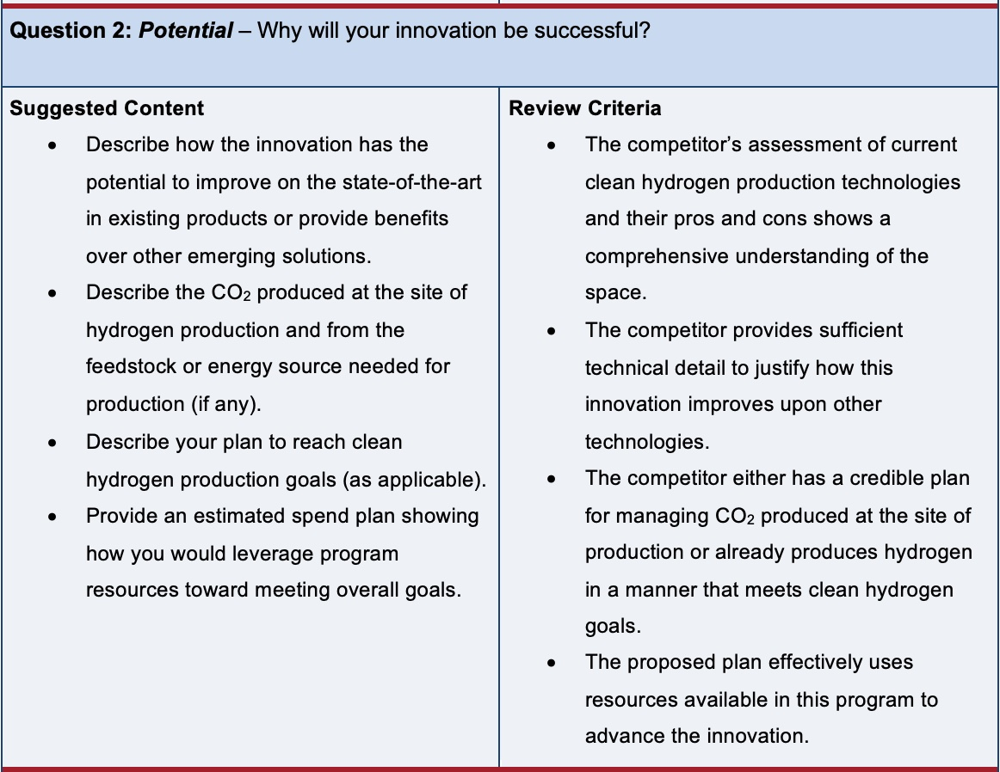 Question 2: Potential – Why will your innovation be successful?
Suggested Content
• Describe how the innovation has the
potential to improve on the state-of-the-art
in existing products or provide benefits
over other emerging solutions.
• Describe the CO₂ produced at the site of
hydrogen production and from the
feedstock or energy source needed for
production (if any).
• Describe your plan to reach clean
hydrogen production goals (as applicable).
• Provide an estimated spend plan showing
how you would leverage program
resources toward meeting overall goals.
Review Criteria
• The competitor’s assessment of current
clean hydrogen production technologies
and their pros and cons shows a
comprehensive understanding of the
space.
• The competitor provides sufficient
technical detail to justify how this
innovation improves upon other
technologies.
• The competitor either has a credible plan
for managing CO₂ produced at the site of
production or already produces hydrogen
in a manner that meets clean hydrogen
goals.
• The proposed plan effectively uses
resources available in this program to
advance the innovation.